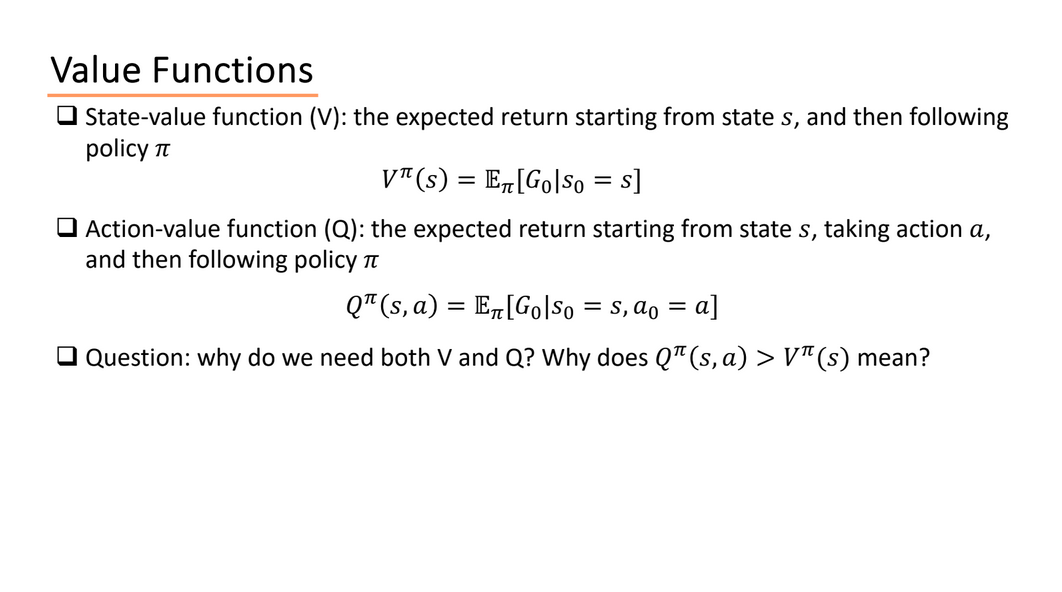 Value Functions
❑ State-value function (V): the expected return starting from state 𝑠, and then following
policy 𝜋
𝑉^𝜋(𝑠) = 𝔼_𝜋[𝐺_0|𝑠_0 = 𝑠]
❑ Action-value function (Q): the expected return starting from state 𝑠, taking action 𝑎,
and then following policy 𝜋
𝑄^𝜋(𝑠, 𝑎) = 𝔼_𝜋[𝐺_0|𝑠_0 = 𝑠, 𝑎_0 = 𝑎]
❑ Question: why do we need both V and Q? Why does 𝑄^𝜋(𝑠, 𝑎) > 𝑉^𝜋(𝑠) mean?